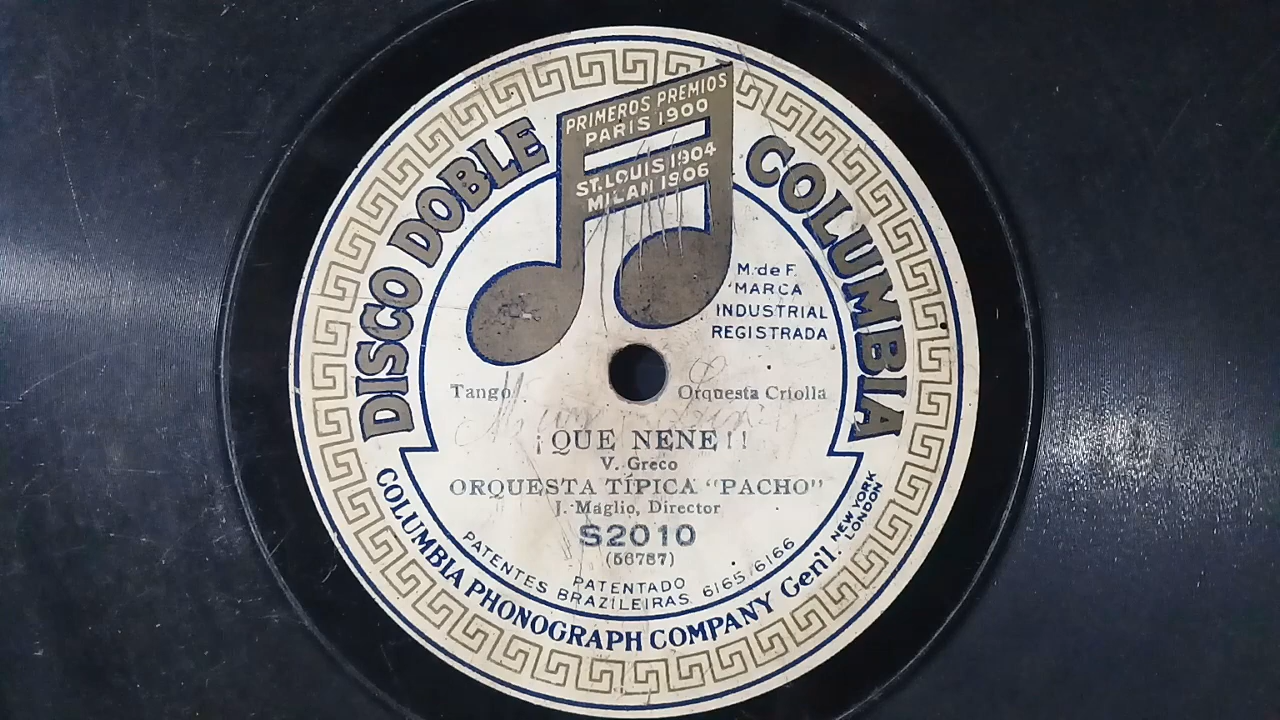 DISCO DOBLE COLUMBIA
PRIMEROS PREMIOS
PARIS 1900
ST. LOUIS 1904
MILAN 1906
M. de F.
MARCA
INDUSTRIAL
REGISTRADA
Tango Orquesta Criolla
¡QUE NENE!!
V. Greco
ORQUESTA TÍPICA "PACHO"
J. Maglio, Director
S2010
(56787)
PATENTADO
PATENTES BRAZILEIRAS 6165/6166
COLUMBIA PHONOGRAPH COMPANY Gen'l.
NEW YORK
LONDON